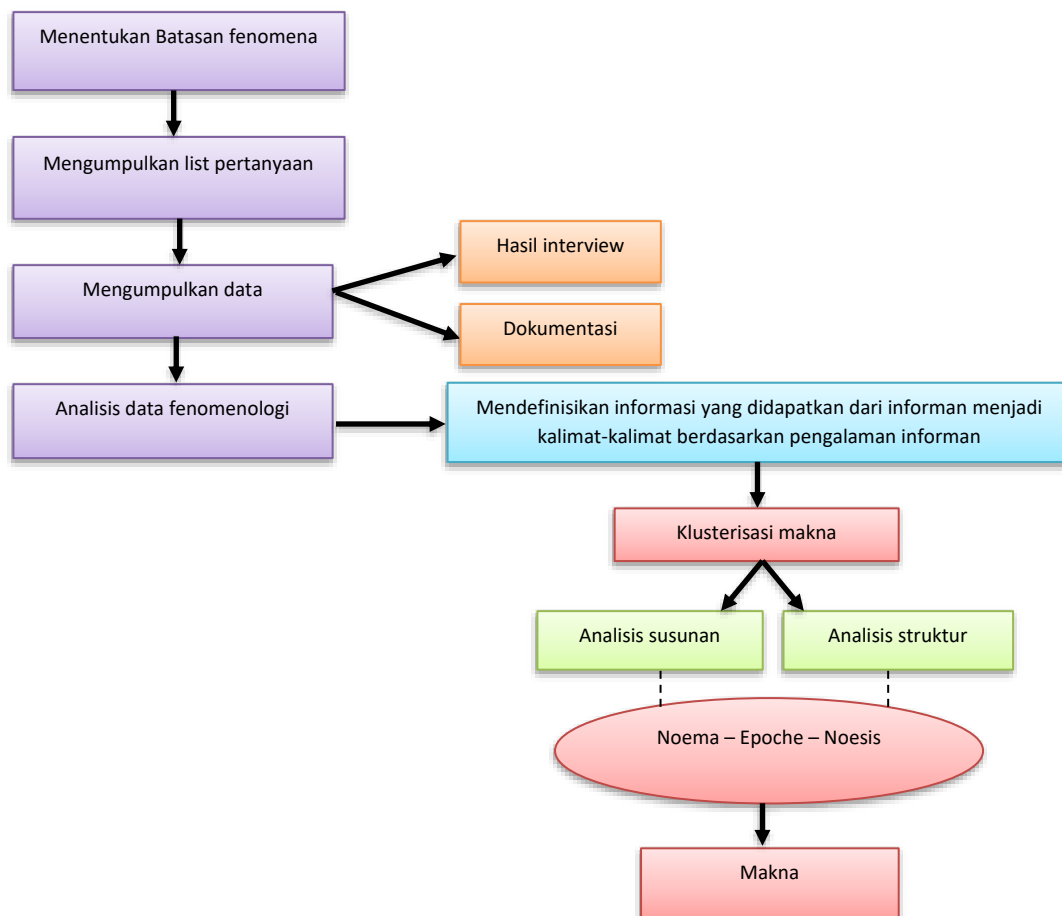 Menentukan Batasan fenomena
Mengumpulkan list pertanyaan
Mengumpulkan data
Hasil interview
Dokumentasi
Analisis data fenomenologi
Mendefinisikan informasi yang didapatkan dari informan menjadi
kalimat-kalimat berdasarkan pengalaman informan
Klusterisasi makna
Analisis susunan
Analisis struktur
Noema – Epoche – Noesis
Makna